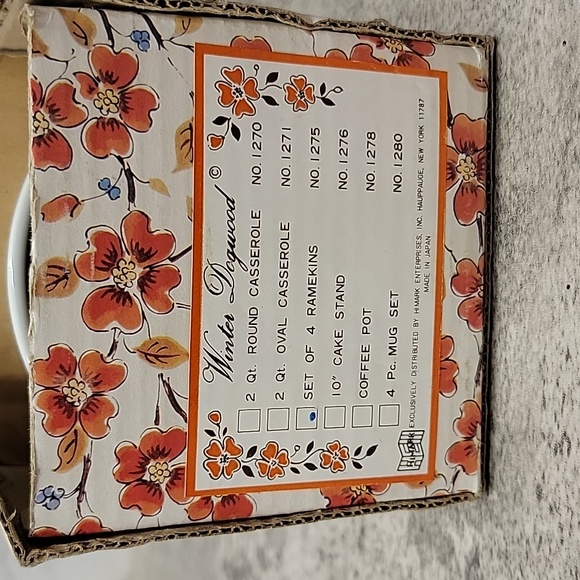 Winter Dogwood ©
2 Qt. ROUND CASSEROLE NO. 1270
2 Qt. OVAL CASSEROLE NO. 1271
SET OF 4 RAMEKINS NO. 1275
10" CAKE STAND NO. 1276
COFFEE POT NO. 1278
4 Pc. MUG SET NO. 1280
HIMARK
EXCLUSIVELY DISTRIBUTED BY HIMARK ENTERPRISES, INC. HAUPPAUGE, NEW YORK 11787
MADE IN JAPAN